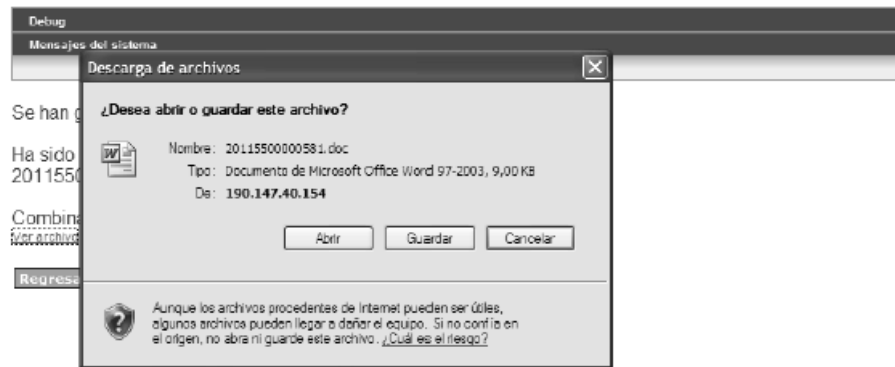 Debug
Mensajes del sistema
Descarga de archivos
Se han g
¿Desea abrir o guardar este archivo?
Ha sido
2011550
Nombre: 20115500000581.doc
Tipo: Documento de Microsoft Office Word 97-2003, 9,00 KB
De: 190.147.40.154
Combina
Ver archivo
Abrir Guardar Cancelar
Regresa
Aunque los archivos procedentes de Internet pueden ser útiles,
algunos archivos pueden llegar a dañar el equipo. Si no confía en
el origen, no abra ni guarde este archivo. ¿Cuál es el riesgo?